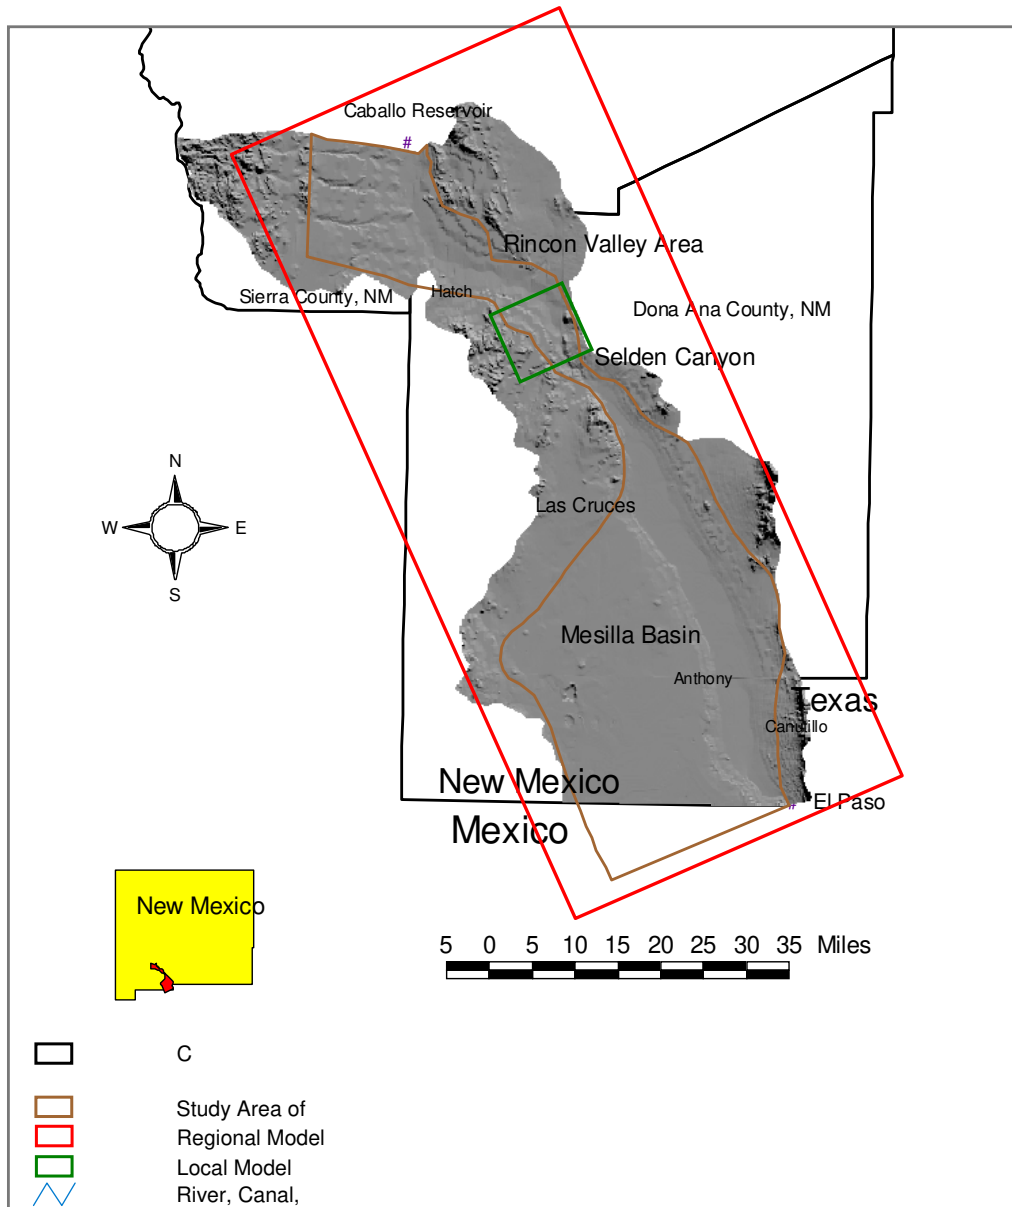 Caballo Reservoir
#
Rincon Valley Area
Hatch
Sierra County, NM
Dona Ana County, NM
Selden Canyon
N
W
E
S
Las Cruces
Mesilla Basin
Anthony
Texas
Canutillo
New Mexico
#
El Paso
Mexico
New Mexico
5 0 5 10 15 20 25 30 35 Miles
C
Study Area of
Regional Model
Local Model
River, Canal,